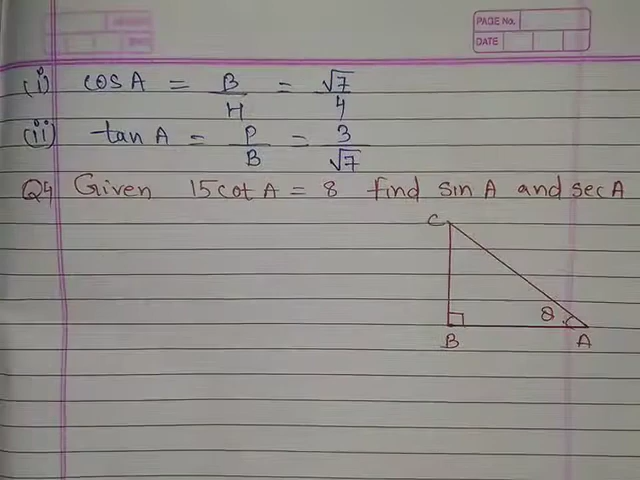 PAGE No.
DATE
(i) cos A = B/H = √7/4
(ii) tan A = P/B = 3/√7
Q4 Given 15 cot A = 8 find sin A and sec A
C
θ
B
A